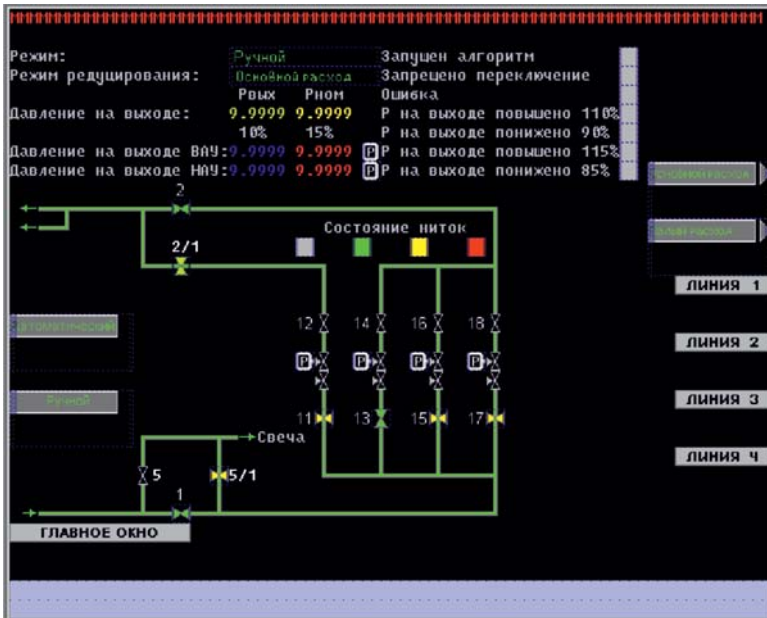 Режим: Ручной Запущен алгоритм
Режим редуцирования: Основной расход Запрещено переключение
Рвых Рном Ошибка
Давление на выходе: 9.9999 9.9999 Р на выходе повышено 110%
10% 15% Р на выходе понижено 90%
Давление на выходе ВАУ: 9.9999 9.9999 P Р на выходе повышено 115%
Давление на выходе НАУ: 9.9999 9.9999 P Р на выходе понижено 85%
2
Состояние ниток
2/1
ЛИНИЯ 1
12 14 16 18
втоматический
ЛИНИЯ 2
P P P P
Ручной
ЛИНИЯ 3
11 13 15 17
Свеча
ЛИНИЯ 4
5 5/1
1
ГЛАВНОЕ ОКНО